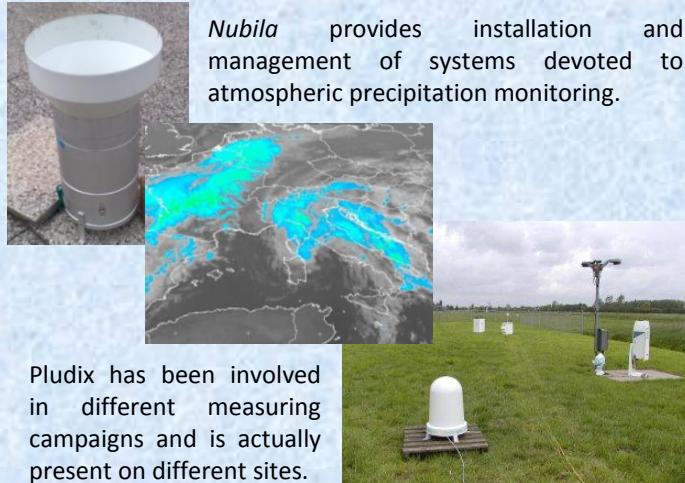 Nubila provides installation and
management of systems devoted to
atmospheric precipitation monitoring.
Pludix has been involved
in different measuring
campaigns and is actually
present on different sites.